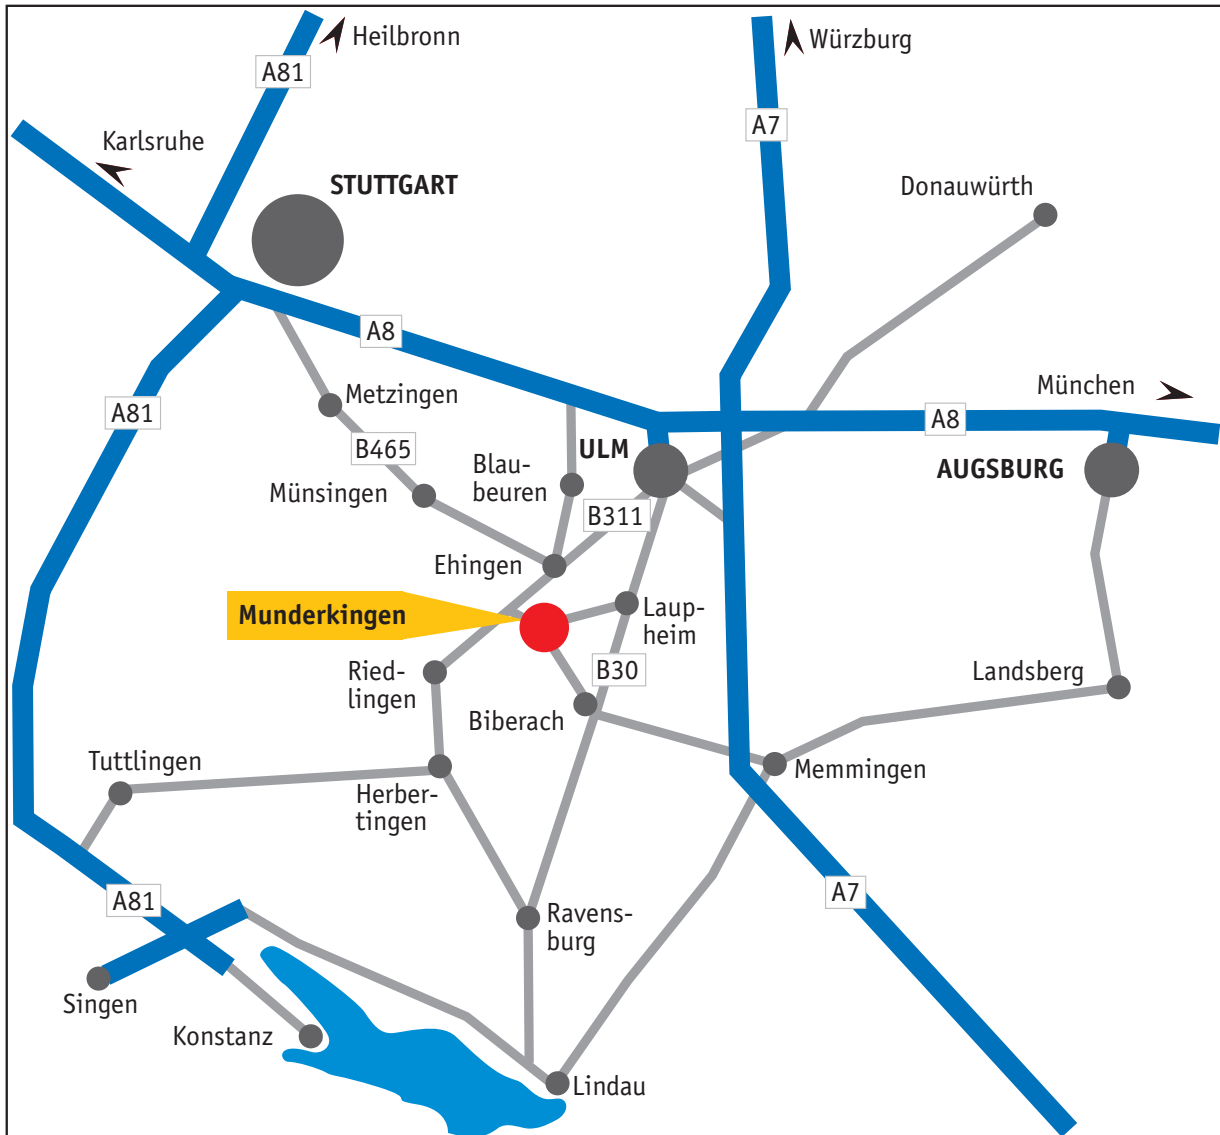 Heilbronn
Würzburg
A81
A7
Karlsruhe
STUTTGART
Donauwürth
A8
München
Metzingen
A81
A8
B465
ULM
Blau-
beuren
AUGSBURG
Münsingen
B311
Ehingen
Munderkingen
Laup-
heim
Ried-
lingen
B30
Landsberg
Biberach
Tuttlingen
Memmingen
Herber-
tingen
A81
A7
Ravens-
burg
Singen
Konstanz
Lindau